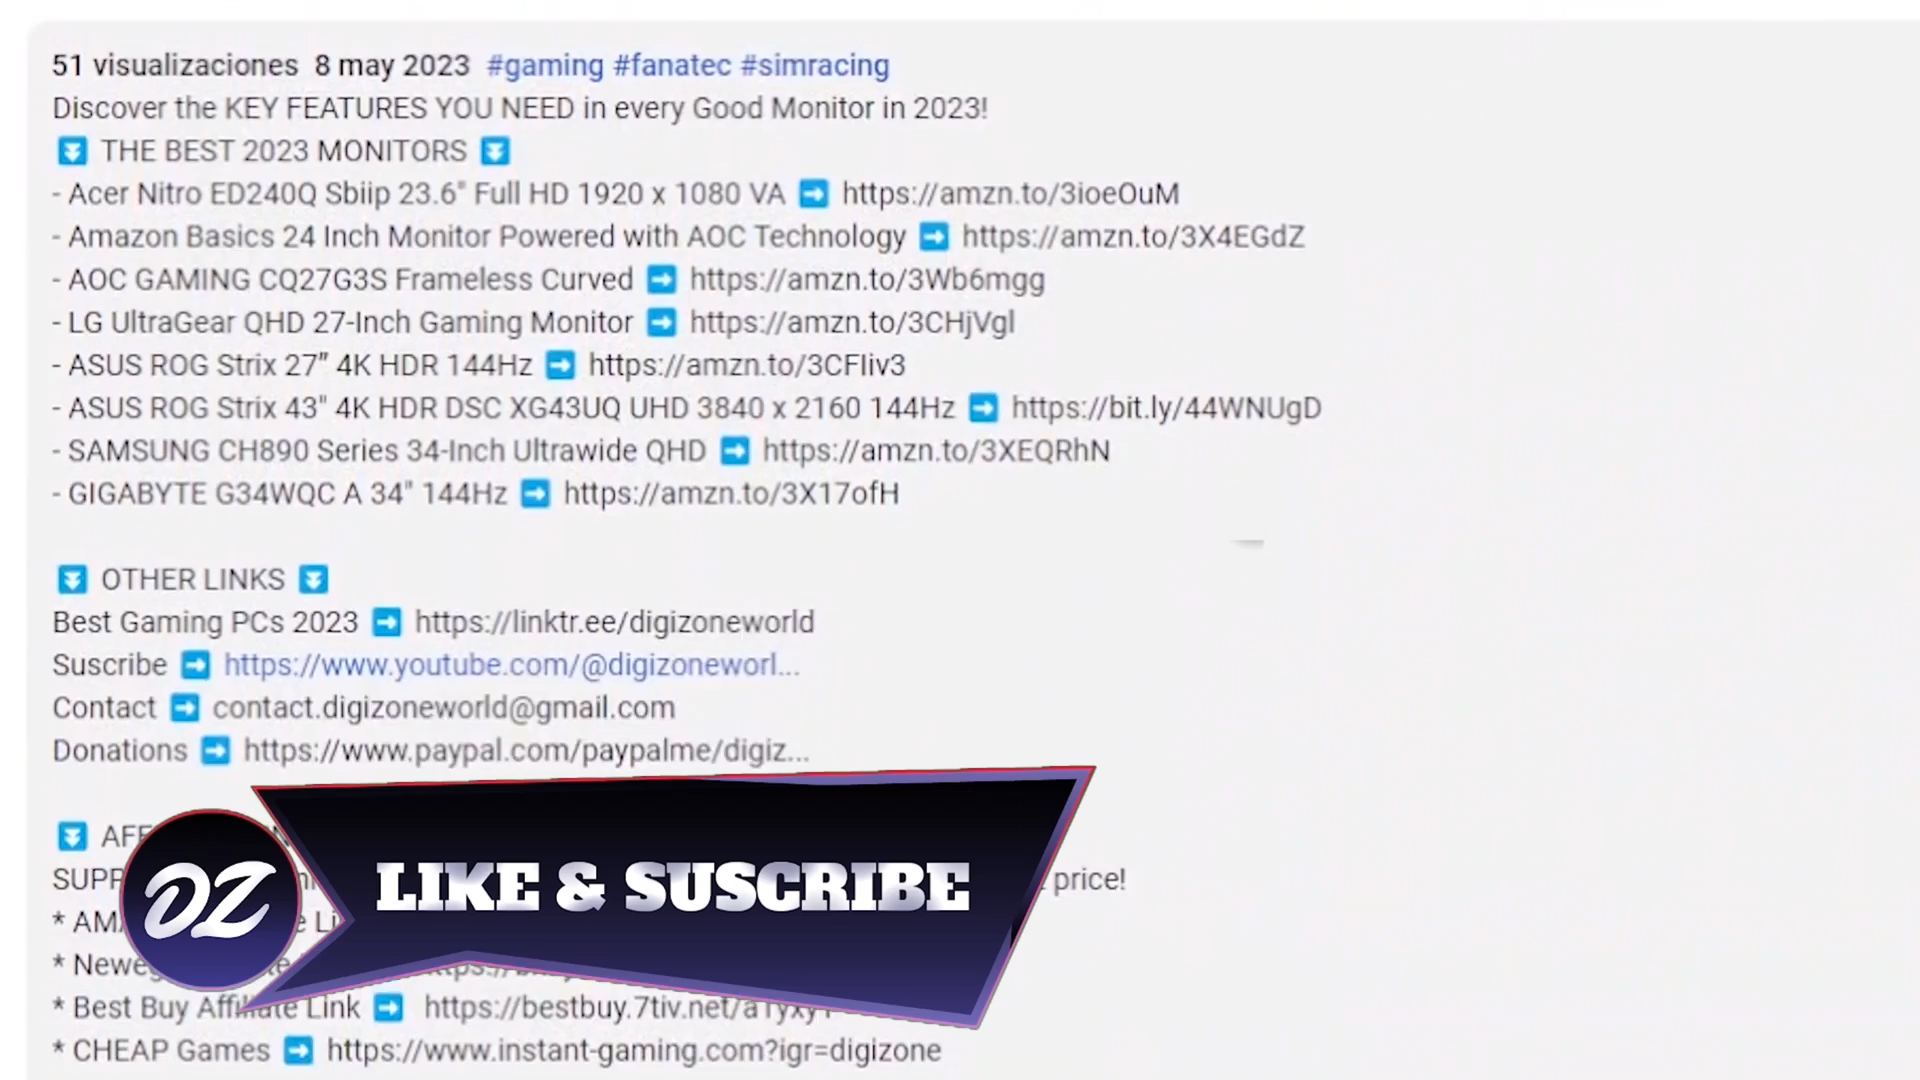 51 visualizaciones 8 may 2023 #gaming #fanatec #simracing
Discover the KEY FEATURES YOU NEED in every Good Monitor in 2023!
THE BEST 2023 MONITORS
- Acer Nitro ED240Q Sbiip 23.6" Full HD 1920 x 1080 VA https://amzn.to/3ioeOuM
- Amazon Basics 24 Inch Monitor Powered with AOC Technology https://amzn.to/3X4EGdZ
- AOC GAMING CQ27G3S Frameless Curved https://amzn.to/3Wb6mgg
- LG UltraGear QHD 27-Inch Gaming Monitor https://amzn.to/3CHjVgl
- ASUS ROG Strix 27” 4K HDR 144Hz https://amzn.to/3CFIiv3
- ASUS ROG Strix 43" 4K HDR DSC XG43UQ UHD 3840 x 2160 144Hz https://bit.ly/44WNUgD
- SAMSUNG CH890 Series 34-Inch Ultrawide QHD https://amzn.to/3XEQRhN
- GIGABYTE G34WQC A 34" 144Hz https://amzn.to/3X17ofH
OTHER LINKS
Best Gaming PCs 2023 https://linktr.ee/digizoneworld
Suscribe https://www.youtube.com/@digizoneworl...
Contact contact.digizoneworld@gmail.com
Donations https://www.paypal.com/paypalme/digiz...
price!
DZ
LIKE & SUSCRIBE
* Best Buy Affiliate Link
* CHEAP Games https://www.instant-gaming.com?igr=digizone